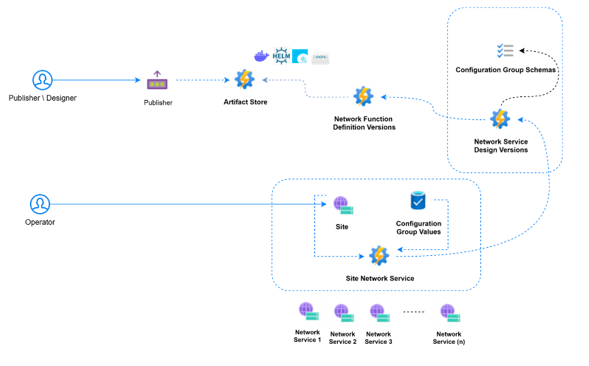 HELM
Configuration Group Schemas
Publisher \ Designer
Publisher
Artifact Store
Network Function
Definition Versions
Network Service
Design Versions
Operator
Site
Configuration
Group Values
Site Network Service
Network
Service 1
Network
Service 2
Network
Service 3
Network
Service (n)